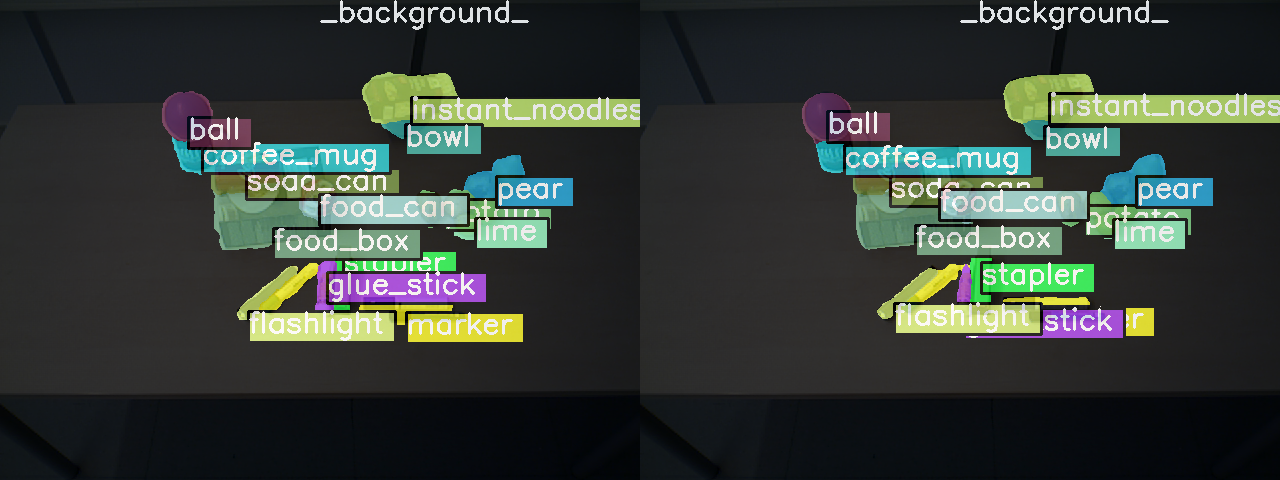 _background_
instant_noodles
ball
bowl
coffee_mug
soda_can
pear
food_can
potato
lime
food_box
stapler
glue_stick
flashlight
marker
_background_
instant_noodles
ball
bowl
coffee_mug
soda_can
pear
food_can
potato
lime
food_box
stapler
flashlight
stick